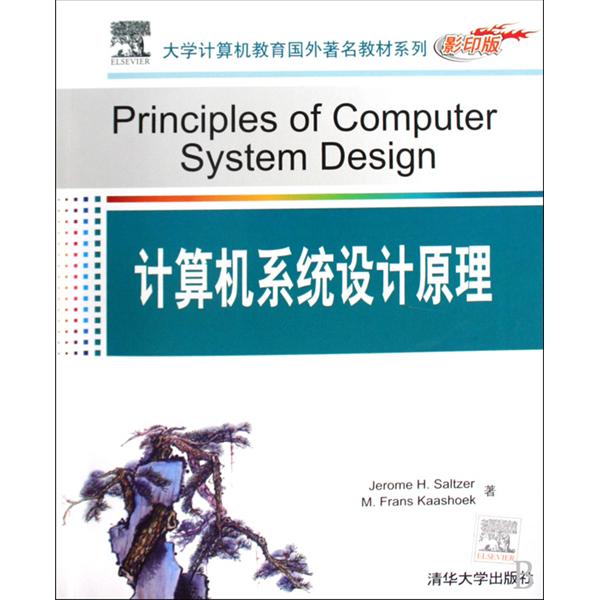 ELSEVIER
大学计算机教育国外著名教材系列
影印版
Principles of Computer
System Design
计算机系统设计原理
Jerome H. Saltzer
M. Frans Kaashoek
著
ELSEVIER
B
清华大学出版社